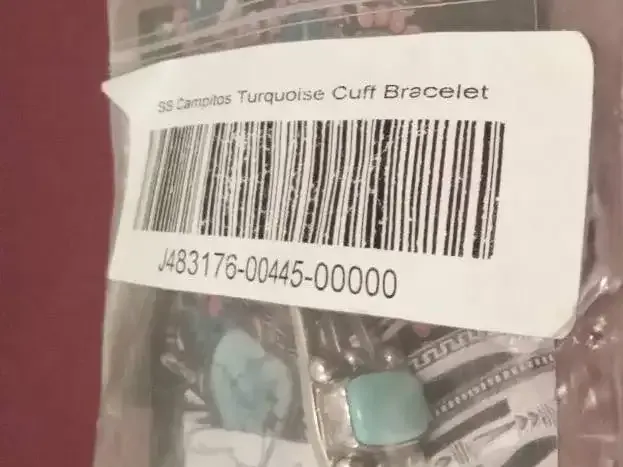 SS Campitos Turquoise Cuff Bracelet
J483176-00445-00000